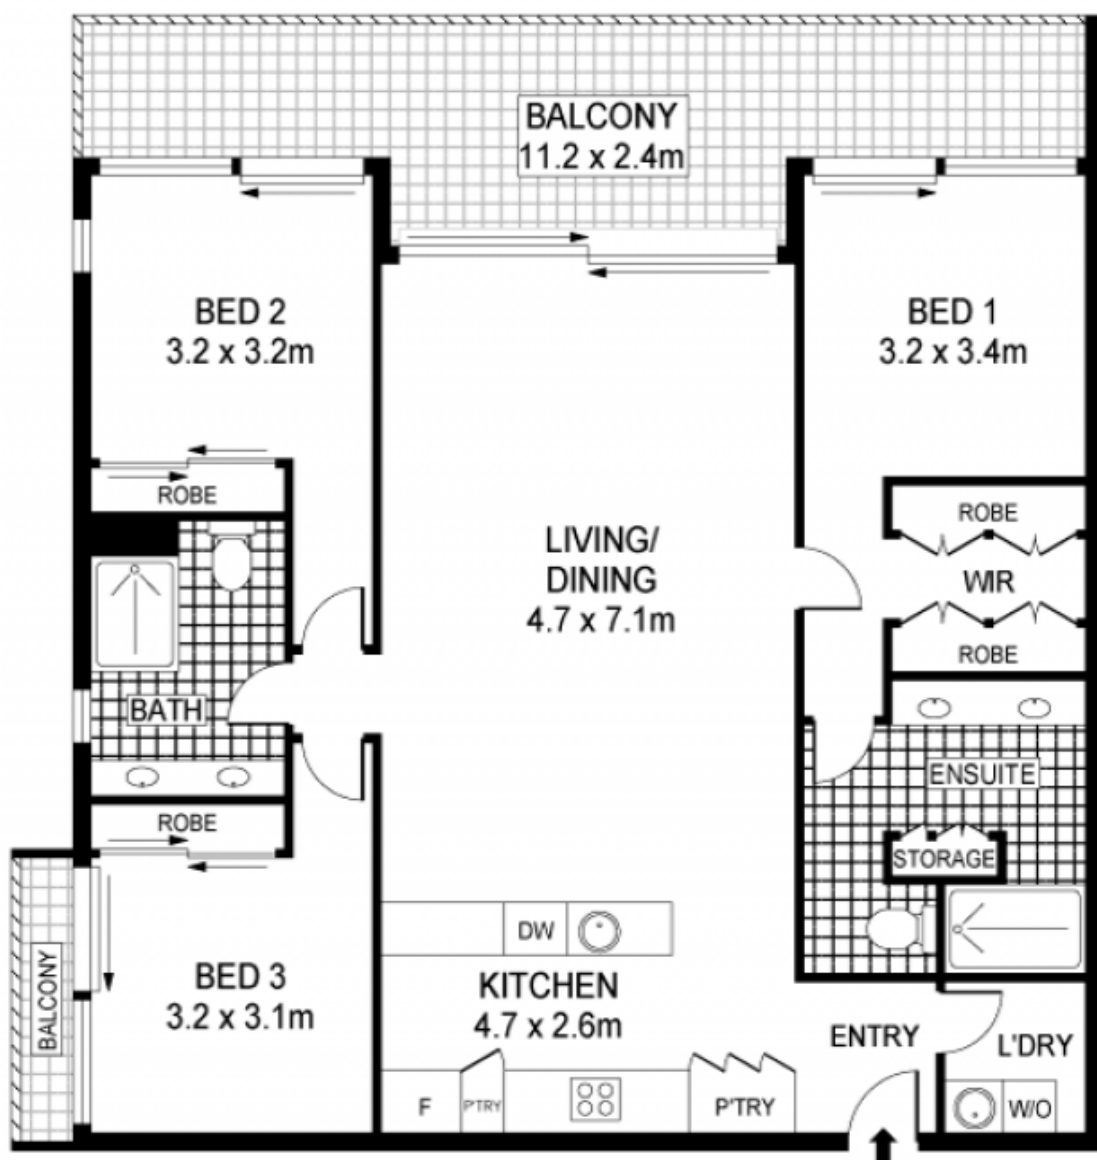 BALCONY
11.2 x 2.4m
BED 2
3.2 x 3.2m
BED 1
3.2 x 3.4m
ROBE
ROBE
LIVING/
DINING
4.7 x 7.1m
WIR
ROBE
BATH
ENSUITE
ROBE
STORAGE
DW
BALCONY
BED 3
3.2 x 3.1m
KITCHEN
4.7 x 2.6m
ENTRY
L'DRY
F
P'TRY
P'TRY
W/O